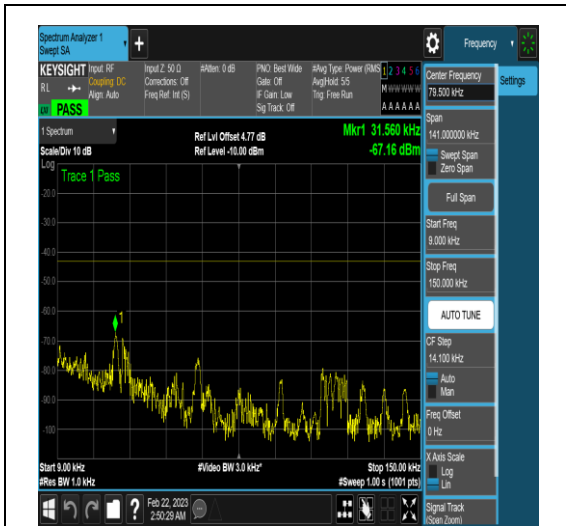 Spectrum Analyzer 1
Swept SA
+
Frequency
KEYSIGHT
RL
PASS
Input: RF
Coupling: DC
Align: Auto
Input Z: 50 Ω
Corrections: Off
Freq Ref: Int (S)
#Atten: 0 dB
PNO: Best Wide
Gate: Off
IF Gain: Low
Sig Track: Off
#Avg Type: Power (RMS)
Avg|Hold: 5/5
Trig: Free Run
1 2 3 4 5 6
M W W W W W
A A A A A A
1 Spectrum
Scale/Div 10 dB
Ref Lvl Offset 4.77 dB
Ref Level -10.00 dBm
Mkr1 31.560 kHz
-67.16 dBm
Log
Trace 1 Pass
-20.0
-30.0
-40.0
-50.0
-60.0
-70.0
-80.0
-90.0
-100
1
Start 9.00 kHz
#Res BW 1.0 kHz
#Video BW 3.0 kHz*
Stop 150.00 kHz
#Sweep 1.00 s (1001 pts)
Center Frequency
79.500 kHz
Settings
Span
141.000000 kHz
Swept Span
Zero Span
Full Span
Start Freq
9.000 kHz
Stop Freq
150.000 kHz
AUTO TUNE
CF Step
14.100 kHz
Auto
Man
Freq Offset
0 Hz
X Axis Scale
Log
Lin
Signal Track
(Span Zoom)
?
Feb 22, 2023
2:50:29 AM